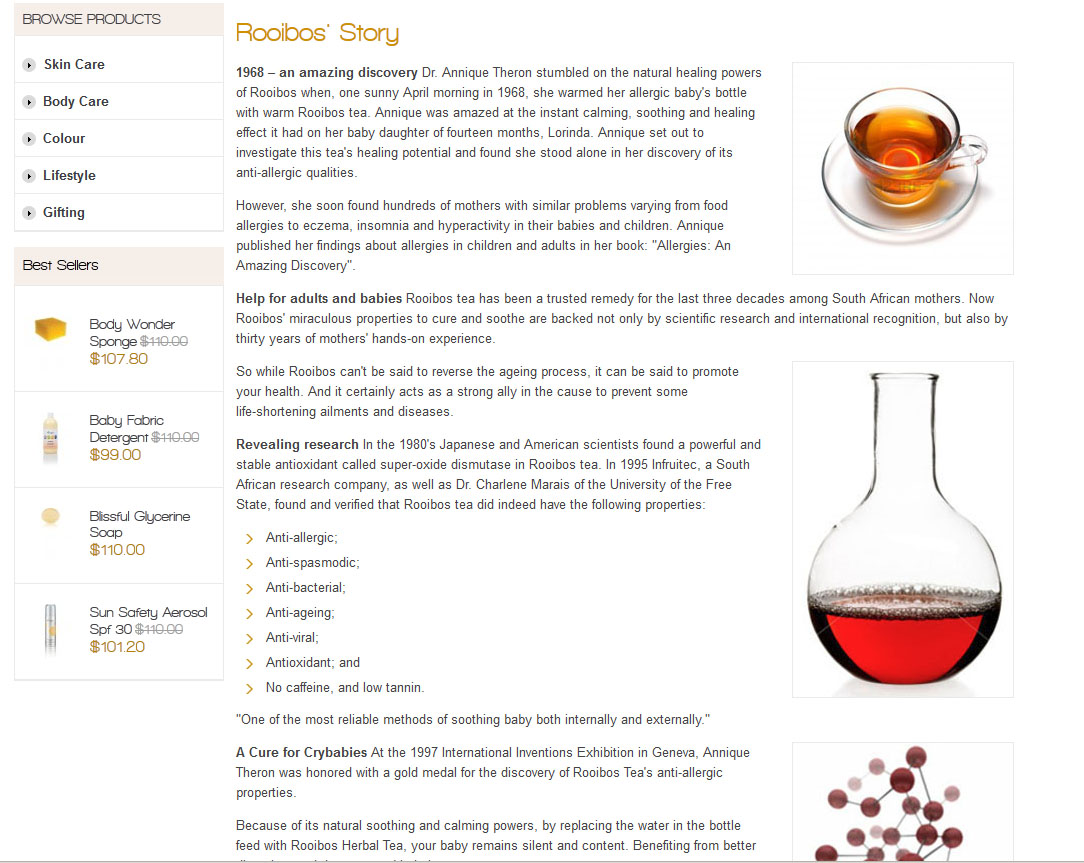 BROWSE PRODUCTS
Skin Care
Body Care
Colour
Lifestyle
Gifting
Best Sellers
Body Wonder
Sponge $110.00
$107.80
Baby Fabric
Detergent $110.00
$99.00
Blissful Glycerine
Soap
$110.00
Sun Safety Aerosol
Spf 30 $110.00
$101.20
Rooibos' Story
1968 – an amazing discovery Dr. Annique Theron stumbled on the natural healing powers
of Rooibos when, one sunny April morning in 1968, she warmed her allergic baby's bottle
with warm Rooibos tea. Annique was amazed at the instant calming, soothing and healing
effect it had on her baby daughter of fourteen months, Lorinda. Annique set out to
investigate this tea's healing potential and found she stood alone in her discovery of its
anti-allergic qualities.
However, she soon found hundreds of mothers with similar problems varying from food
allergies to eczema, insomnia and hyperactivity in their babies and children. Annique
published her findings about allergies in children and adults in her book: "Allergies: An
Amazing Discovery".
Help for adults and babies Rooibos tea has been a trusted remedy for the last three decades among South African mothers. Now
Rooibos' miraculous properties to cure and soothe are backed not only by scientific research and international recognition, but also by
thirty years of mothers' hands-on experience.
So while Rooibos can't be said to reverse the ageing process, it can be said to promote
your health. And it certainly acts as a strong ally in the cause to prevent some
life-shortening ailments and diseases.
Revealing research In the 1980's Japanese and American scientists found a powerful and
stable antioxidant called super-oxide dismutase in Rooibos tea. In 1995 Infruitec, a South
African research company, as well as Dr. Charlene Marais of the University of the Free
State, found and verified that Rooibos tea did indeed have the following properties:
Anti-allergic;
Anti-spasmodic;
Anti-bacterial;
Anti-ageing;
Anti-viral;
Antioxidant; and
No caffeine, and low tannin.
"One of the most reliable methods of soothing baby both internally and externally."
A Cure for Crybabies At the 1997 International Inventions Exhibition in Geneva, Annique
Theron was honored with a gold medal for the discovery of Rooibos Tea's anti-allergic
properties.
Because of its natural soothing and calming powers, by replacing the water in the bottle
feed with Rooibos Herbal Tea, your baby remains silent and content. Benefiting from better